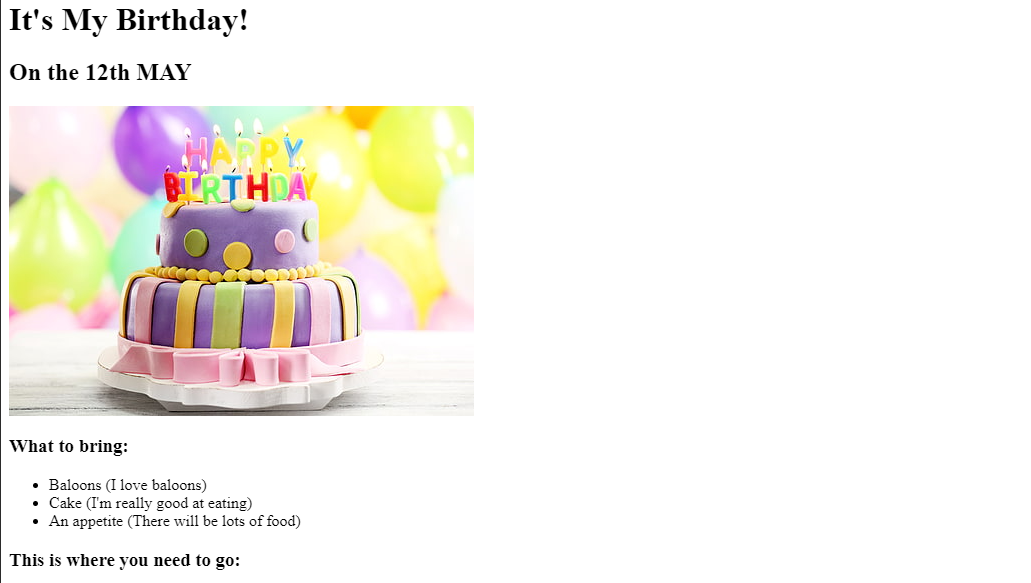 It's My Birthday!
On the 12th MAY
HAPPY
BIRTHDAY
What to bring:
Baloons (I love baloons)
Cake (I'm really good at eating)
An appetite (There will be lots of food)
This is where you need to go: